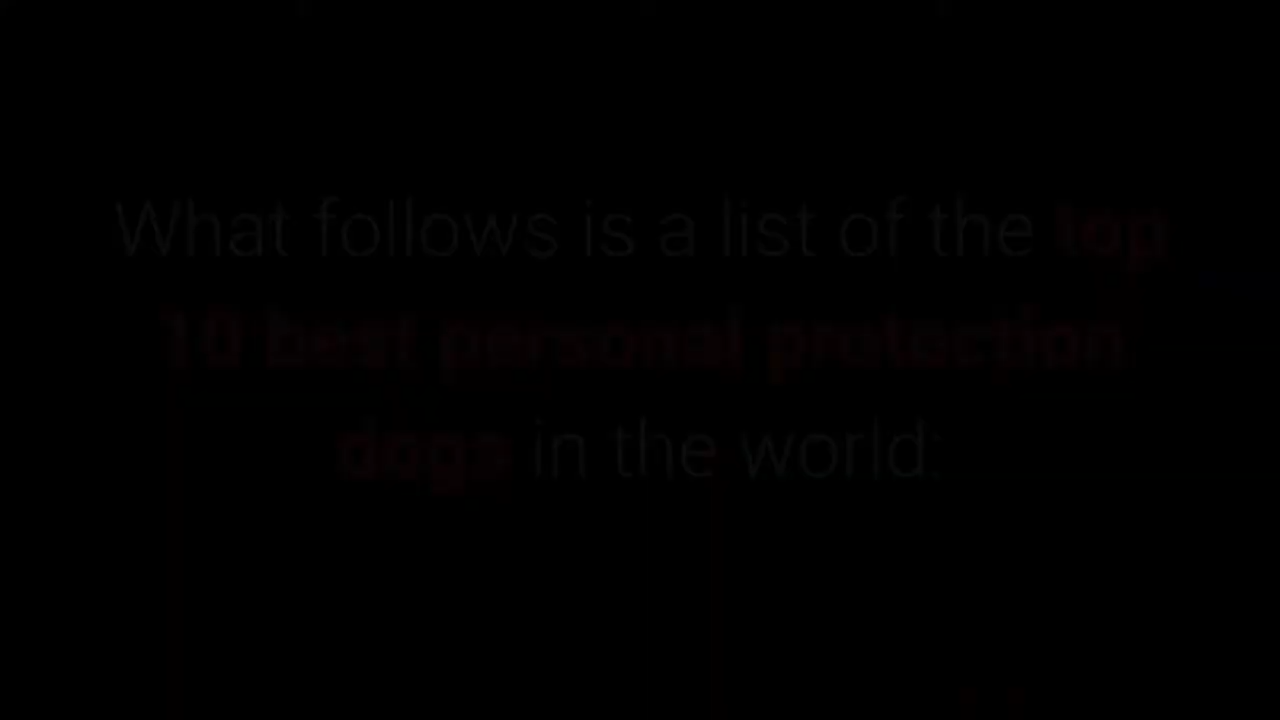 What follows is a list of the top
10 best personal protection
dogs in the world: